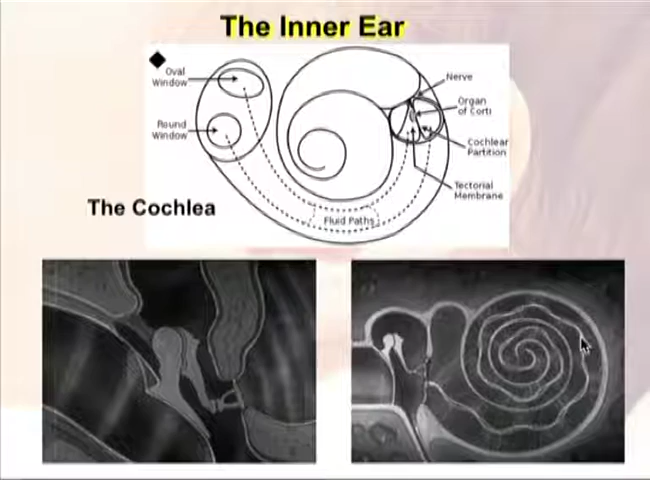 The Inner Ear
Oval
Window
Round
Window
Nerve
Organ
of Corti
Cochlear
Partition
Tectorial
Membrane
Fluid Paths
The Cochlea